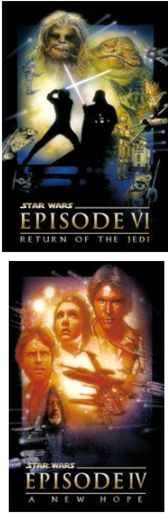 STAR WARS
EPISODE VI
RETURN OF THE JEDI
STAR WARS
EPISODE IV
A NEW HOPE